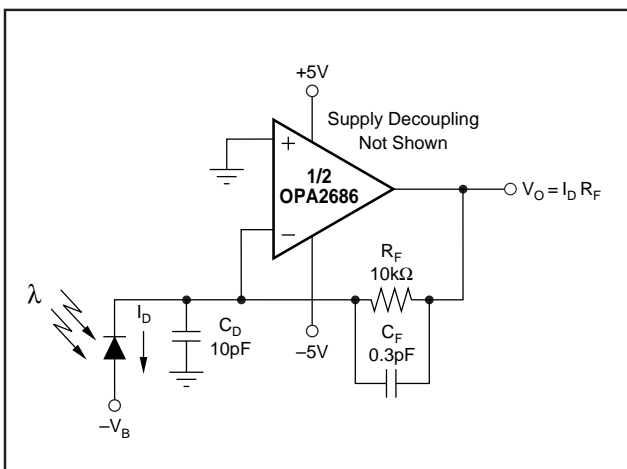 +5V
Supply Decoupling
Not Shown
+
1/2
OPA2686
−
V_O = I_D R_F
R_F
10kΩ
C_F
0.3pF
−5V
λ
I_D
C_D
10pF
−V_B